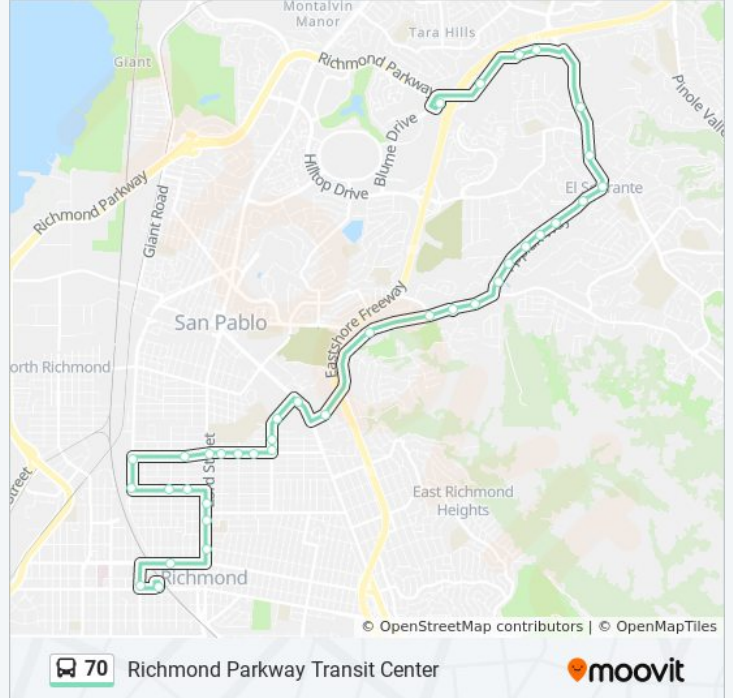 Montalvin
Manor
Tara Hills
Giant
Richmond Parkway
Pinole Valle
Blume Drive
Hilltop Drive
El S rante
Richmond Parkway
Giant Road
San Pablo
Eastshore Freeway
orth Richmond
Street
East Richmond
Heights
Richmond
© OpenStreetMap contributors | © OpenMapTiles
70 Richmond Parkway Transit Center
moovit